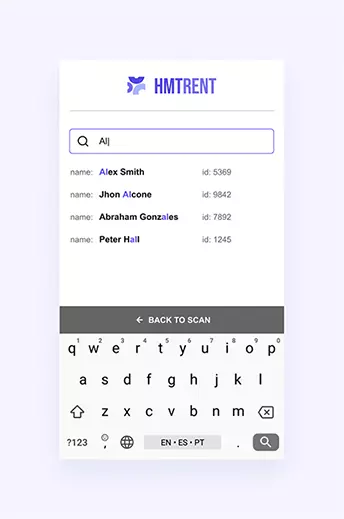 HMTRENT
Al
name: Alex Smith id: 5369
name: Jhon Alcone id: 9842
name: Abraham Gonzales id: 7892
name: Peter Hall id: 1245
← BACK TO SCAN
1 2 3 4 5 6 7 8 9 0
q w e r t y u i o p
a s d f g h j k l
z x c v b n m
?123 , EN • ES • PT .